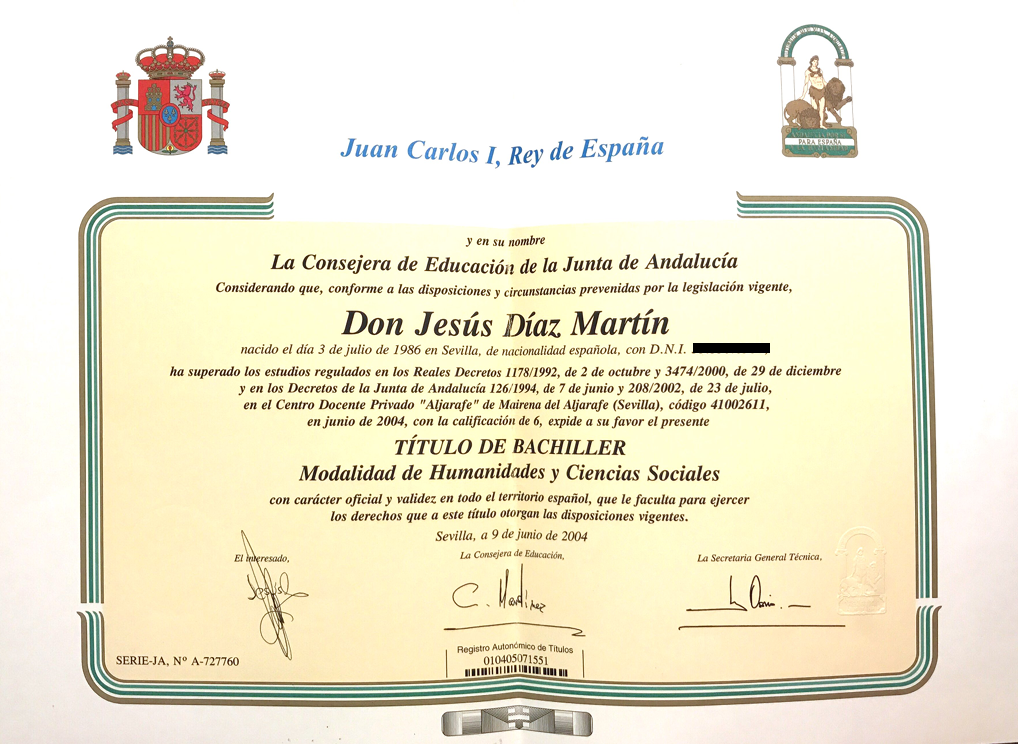 Juan Carlos I, Rey de España
PARA ESPAÑA
y en su nombre
La Consejera de Educación de la Junta de Andalucía
Considerando que, conforme a las disposiciones y circunstancias prevenidas por la legislación vigente,
Don Jesús Díaz Martín
nacido el día 3 de julio de 1986 en Sevilla, de nacionalidad española, con D.N.I.
ha superado los estudios regulados en los Reales Decretos 1178/1992, de 2 de octubre y 3474/2000, de 29 de diciembre
y en los Decretos de la Junta de Andalucía 126/1994, de 7 de junio y 208/2002, de 23 de julio,
en el Centro Docente Privado "Aljarafe" de Mairena del Aljarafe (Sevilla), código 41002611,
en junio de 2004, con la calificación de 6, expide a su favor el presente
TÍTULO DE BACHILLER
Modalidad de Humanidades y Ciencias Sociales
con carácter oficial y validez en todo el territorio español, que le faculta para ejercer
los derechos que a este título otorgan las disposiciones vigentes.
Sevilla, a 9 de junio de 2004
El interesado,
La Consejera de Educación,
La Secretaria General Técnica,
C. Martínez
Registro Autonómico de Títulos
010405071551
SERIE-JA, Nº A-727760